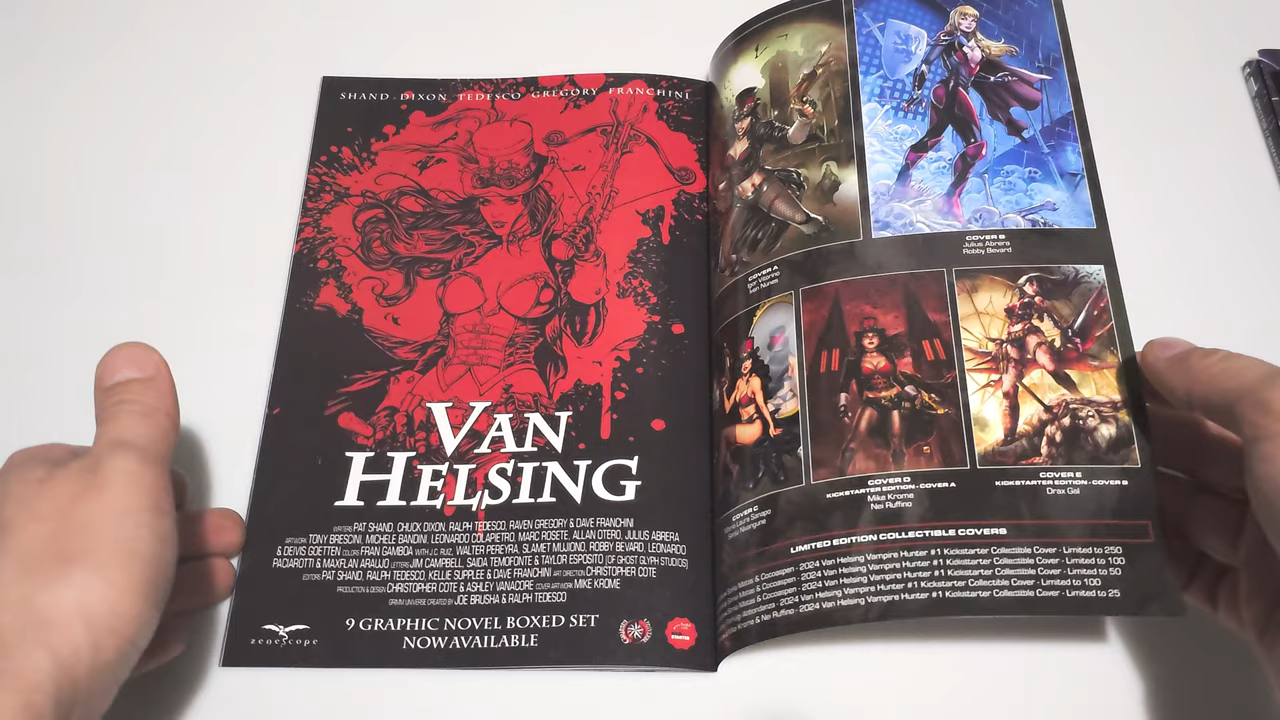 SHAND DIXON TEDESCO GREGORY FRANCHINI
VAN
HELSING
WRITERS PAT SHAND, CHUCK DIXON, RALPH TEDESCO, RAVEN GREGORY & DAVE FRANCHINI
ARTWORK TONY BRESCINI, MICHELE BANDINI, LEONARDO COLAPIETRO, MARC ROSETE, ALLAN OTERO, JULIUS ABRERA
& DEIVIS GOETTEN COLORS FRAN GAMBOA WITH J.C. RUIZ, WALTER PEREYRA, SLAMET MUJIONO, ROBBY BEVARD, LEONARDO
PACIAROTTI & MAXFLAN ARAUJO LETTERS JIM CAMPBELL, SAIDA TEMOFONTE & TAYLOR ESPOSITO [OF GHOST GLYPH STUDIOS]
EDITORS PAT SHAND, RALPH TEDESCO, KELLIE SUPPLEE & DAVE FRANCHINI ART DIRECTION CHRISTOPHER COTE
PRODUCTION & DESIGN CHRISTOPHER COTE & ASHLEY VANACORE COVER ARTWORK MIKE KROME
GRIMM UNIVERSE CREATED BY JOE BRUSHA & RALPH TEDESCO
9 GRAPHIC NOVEL BOXED SET
NOW AVAILABLE
zenescope
COVER A
Igor Vitorino
Ivan Nunes
COVER B
Julius Abrera
Robby Bevard
COVER C
COVER D
KICKSTARTER EDITION - COVER A
Mike Krome
Nei Ruffino
COVER E
KICKSTARTER EDITION - COVER B
Drax Gal
LIMITED EDITION COLLECTIBLE COVERS
& Cocoaspen - 2024 Van Helsing Vampire Hunter #1 Kickstarter Collectible Cover - Limited to 250
& Cocoaspen - 2024 Van Helsing Vampire Hunter #1 Kickstarter Collectible Cover - Limited to 100
& Cocoaspen - 2024 Van Helsing Vampire Hunter #1 Kickstarter Collectible Cover - Limited to 50
2024 Van Helsing Vampire Hunter #1 Kickstarter Collectible Cover - Limited to 100
Mike Krome & Nei Ruffino - 2024 Van Helsing Vampire Hunter #1 Kickstarter Collectible Cover - Limited to 25